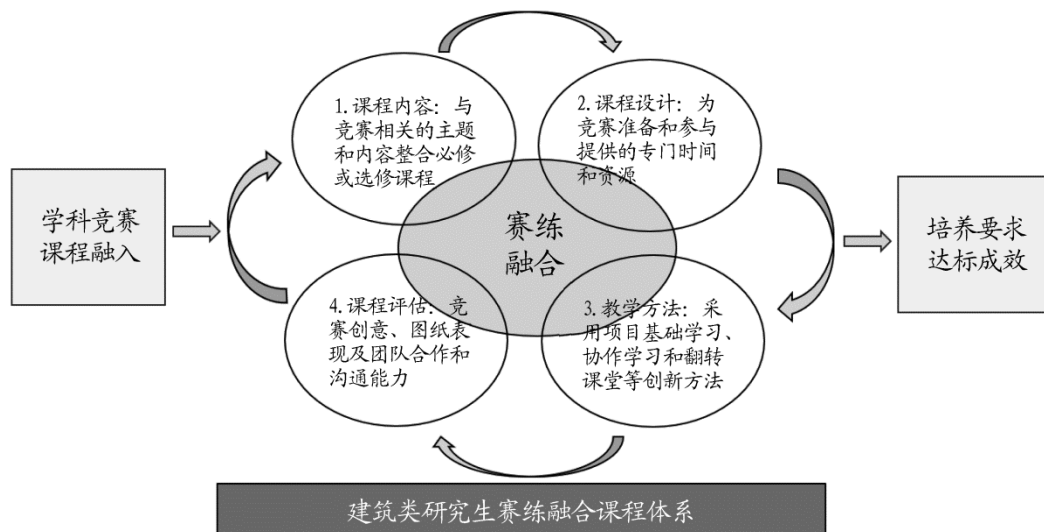 学科竞赛
课程融入
1.课程内容：与
竞赛相关的主题
和内容整合必修
或选修课程
2.课程设计：为
竞赛准备和参与
提供的专门时间
和资源
赛练
融合
4.课程评估：竞
赛创意、图纸表
现及团队合作和
沟通能力
3.教学方法：采
用项目基础学习、
协作学习和翻转
课堂等创新方法
培养要求
达标成效
建筑类研究生赛练融合课程体系